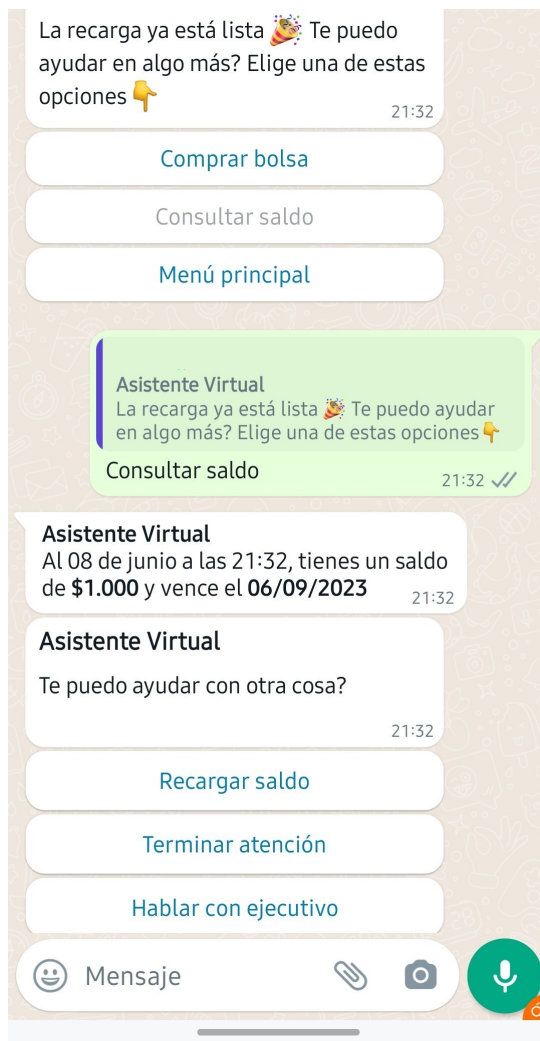 La recarga ya está lista 🎉 Te puedo
ayudar en algo más? Elige una de estas
opciones👇
21:32
Comprar bolsa
Consultar saldo
Menú principal
Asistente Virtual
La recarga ya está lista 🎉 Te puedo ayudar
en algo más? Elige una de estas opciones👇
Consultar saldo
21:32
Asistente Virtual
Al 08 de junio a las 21:32, tienes un saldo
de $1.000 y vence el 06/09/2023
21:32
Asistente Virtual
Te puedo ayudar con otra cosa?
21:32
Recargar saldo
Terminar atención
Hablar con ejecutivo
Mensaje